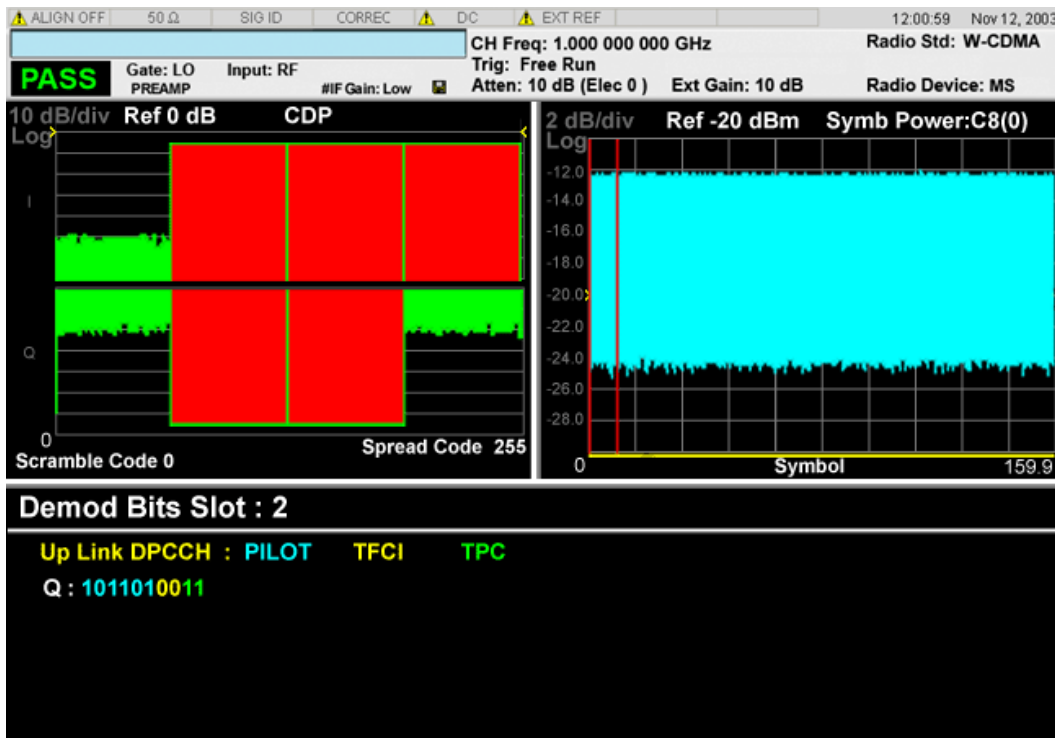 ALIGN OFF 50 Ω SIG ID CORREC DC EXT REF 12:00:59 Nov 12, 2003
CH Freq: 1.000 000 000 GHz Radio Std: W-CDMA
Trig: Free Run
PASS Gate: LO Input: RF
PREAMP #IF Gain: Low Atten: 10 dB (Elec 0 ) Ext Gain: 10 dB Radio Device: MS
10 dB/div Ref 0 dB CDP
Log
I
Q
0
Spread Code 255
Scramble Code 0
2 dB/div Ref -20 dBm Symb Power:C8(0)
Log
-12.0
-14.0
-16.0
-18.0
-20.0
-22.0
-24.0
-26.0
-28.0
0 Symbol 159.9
Demod Bits Slot : 2
Up Link DPCCH : PILOT TFCI TPC
Q : 1011010011